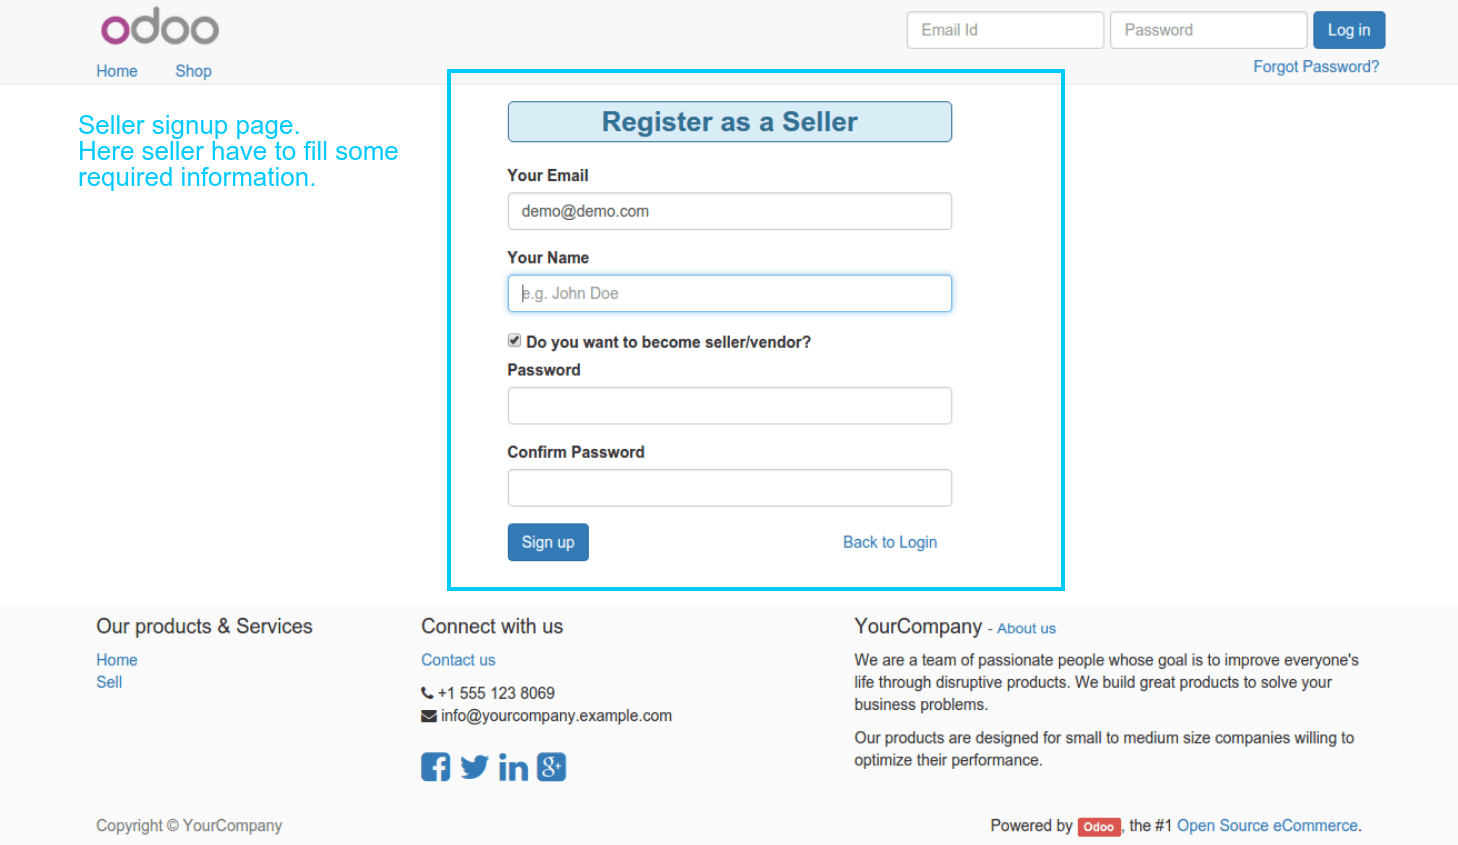 odoo
Email Id
Password
Log in
Home
Shop
Forgot Password?
Seller signup page.
Here seller have to fill some
required information.
Register as a Seller
Your Email
demo@demo.com
Your Name
e.g. John Doe
Do you want to become seller/vendor?
Password
Confirm Password
Sign up
Back to Login
Our products & Services
Home
Sell
Connect with us
Contact us
+1 555 123 8069
info@yourcompany.example.com
YourCompany - About us
We are a team of passionate people whose goal is to improve everyone's
life through disruptive products. We build great products to solve your
business problems.
Our products are designed for small to medium size companies willing to
optimize their performance.
Copyright © YourCompany
Powered by Odoo, the #1 Open Source eCommerce.